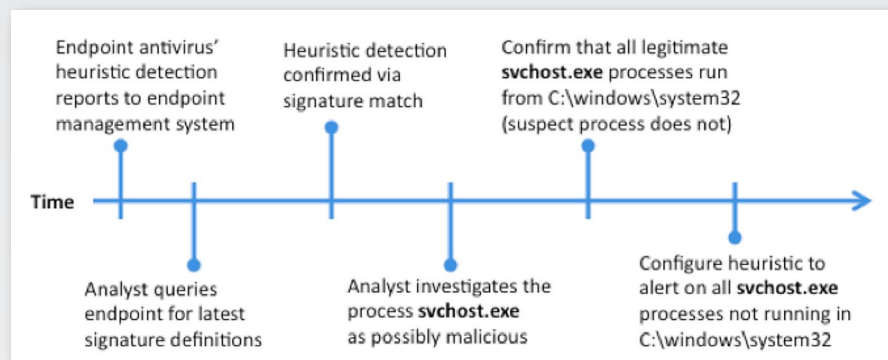 Endpoint antivirus'
heuristic detection
reports to endpoint
management system
Heuristic detection
confirmed via
signature match
Confirm that all legitimate
svchost.exe processes run
from C:\windows\system32
(suspect process does not)
Time
Analyst queries
endpoint for latest
signature definitions
Analyst investigates the
process svchost.exe
as possibly malicious
Configure heuristic to
alert on all svchost.exe
processes not running in
C:\windows\system32